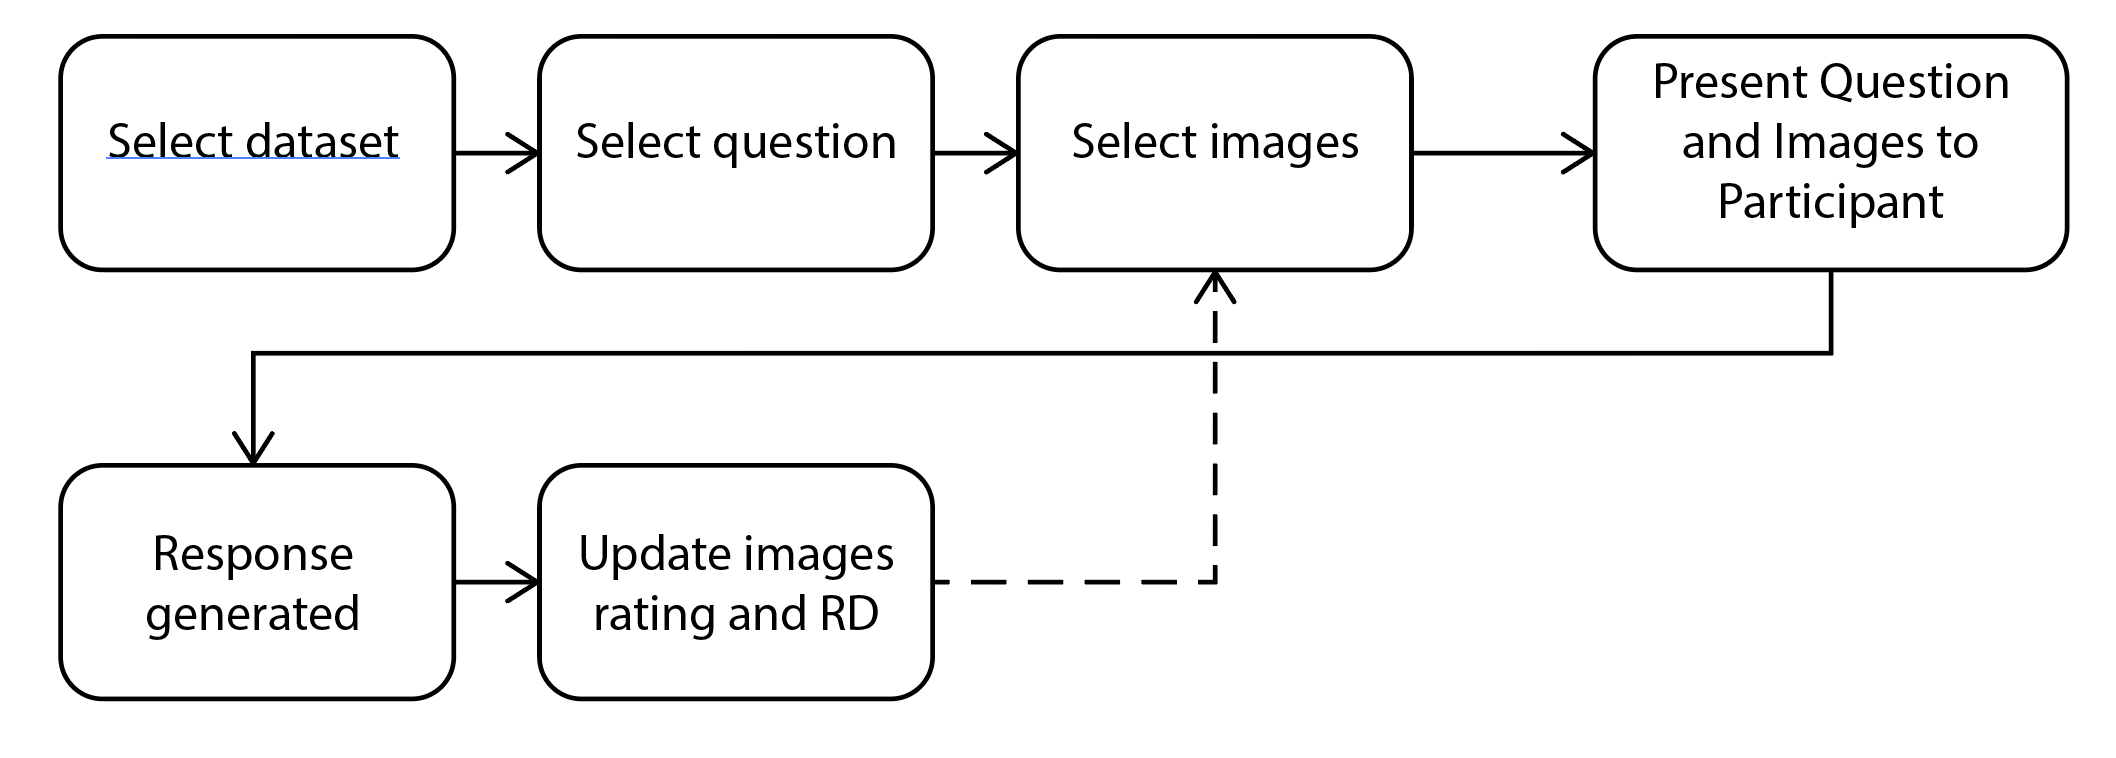 Select dataset
Select question
Select images
Present Question
and Images to
Participant
Response
generated
Update images
rating and RD